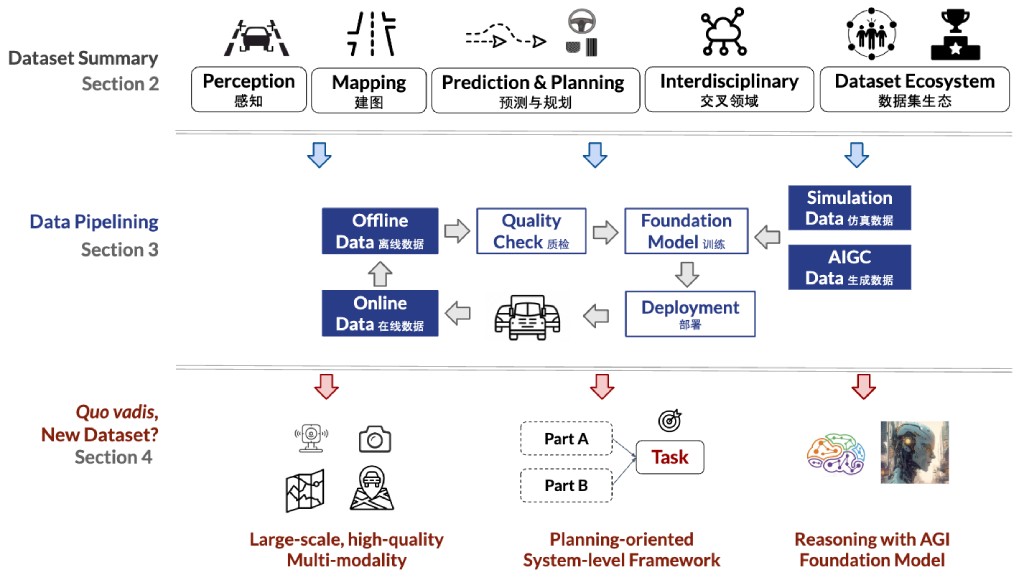 Dataset Summary
Section 2
Perception
感知
Mapping
建图
Prediction & Planning
预测与规划
Interdisciplinary
交叉领域
Dataset Ecosystem
数据集生态
Data Pipelining
Section 3
Offline
Data 离线数据
Quality
Check 质检
Foundation
Model 训练
Simulation
Data 仿真数据
AIGC
Data 生成数据
Online
Data 在线数据
Deployment
部署
Quo vadis,
New Dataset?
Section 4
Part A
Part B
Task
Large-scale, high-quality
Multi-modality
Planning-oriented
System-level Framework
Reasoning with AGI
Foundation Model